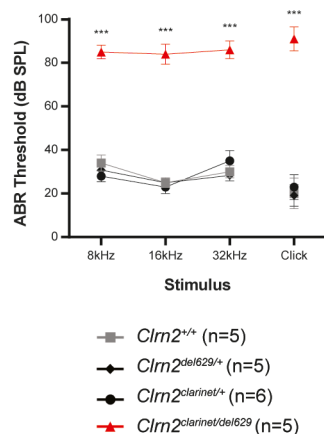 100
80
60
40
20
0
ABR Threshold (dB SPL)
*** *** *** ***
8kHz 16kHz 32kHz Click
Stimulus
Clrn2+/+ (n=5)
Clrn2del629/+ (n=5)
Clrn2clarinet/+ (n=6)
Clrn2clarinet/del629 (n=5)